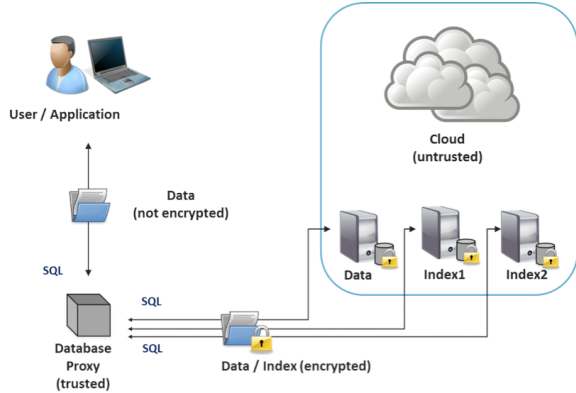 User / Application
Cloud
(untrusted)
Data
(not encrypted)
SQL
Data
Index1
Index2
SQL
Database
Proxy
(trusted)
SQL
Data / Index (encrypted)